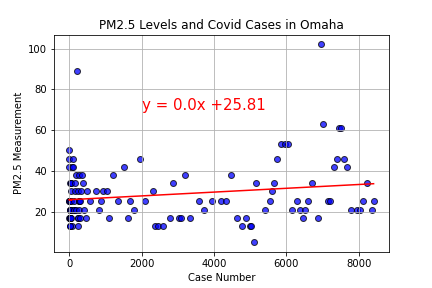 PM2.5 Levels and Covid Cases in Omaha
100
80
60
40
20
y = 0.0x +25.81
PM2.5 Measurement
0 2000 4000 6000 8000
Case Number